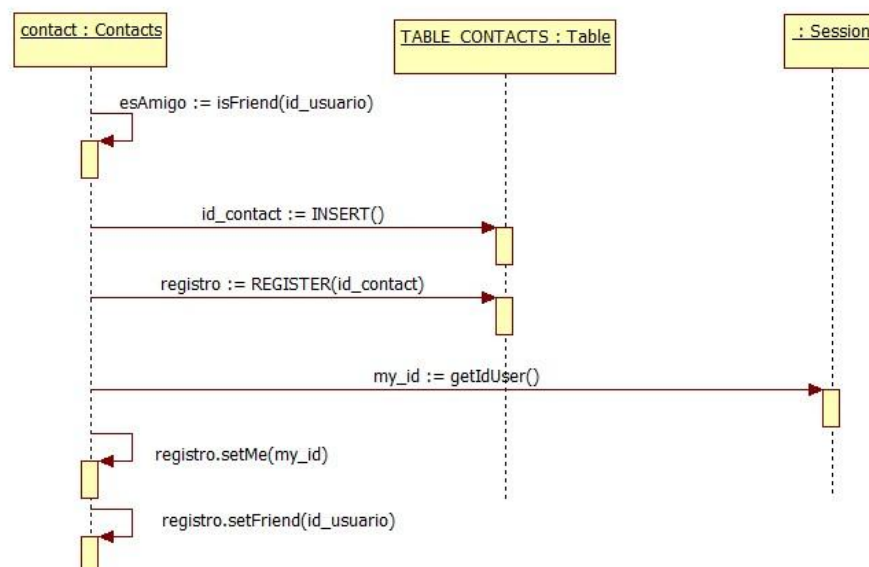 contact : Contacts
TABLE_CONTACTS : Table
: Session
esAmigo := isFriend(id_usuario)
id_contact := INSERT()
registro := REGISTER(id_contact)
my_id := getIdUser()
registro.setMe(my_id)
registro.setFriend(id_usuario)